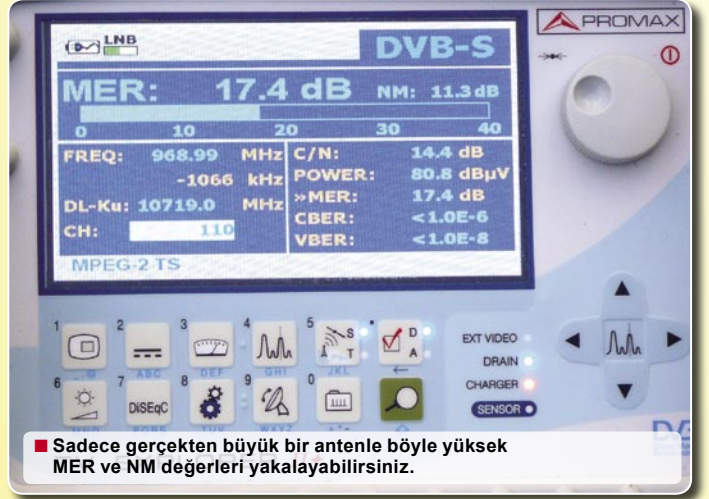 PROMAX
LNB
DVB-S
MER: 17.4 dB NM: 11.3 dB
0 10 20 30 40
FREQ: 968.99 MHz
-1066 kHz
DL-Ku: 10719.0 MHz
CH: 110
C/N: 14.4 dB
POWER: 80.8 dBµV
»MER: 17.4 dB
CBER: <1.0E-6
VBER: <1.0E-8
MPEG-2 TS
1 2 3 4 5 S T D A
ABC DEF GHI JKL
6 7 8 9 0
DiSEqC
EXT VIDEO
DRAIN
CHARGER
SENSOR
Sadece gerçekten büyük bir antenle böyle yüksek
MER ve NM değerleri yakalayabilirsiniz.